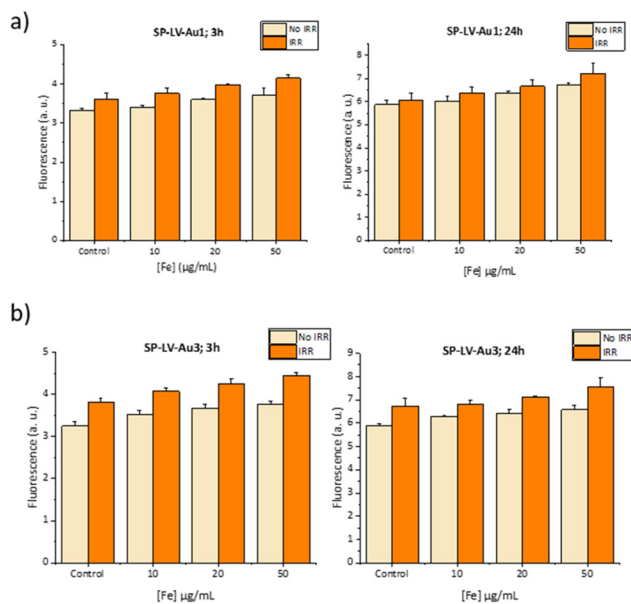 a)
SP-LV-Au1; 3h
No IRR
IRR
Fluorescence (a. u.)
5
4
3
2
1
0
Control
10
20
50
[Fe] (µg/mL)
SP-LV-Au1; 24h
No IRR
IRR
Fluorescence (a. u.)
9
8
7
6
5
4
3
2
1
0
Control
10
20
50
[Fe] µg/mL
b)
SP-LV-Au3; 3h
No IRR
IRR
Fluorescence (a. u.)
5
4
3
2
1
0
Control
10
20
50
[Fe] µg/mL
SP-LV-Au3; 24h
No IRR
IRR
Fluorescence (a. u.)
9
8
7
6
5
4
3
2
1
0
Control
10
20
50
[Fe] µg/mL